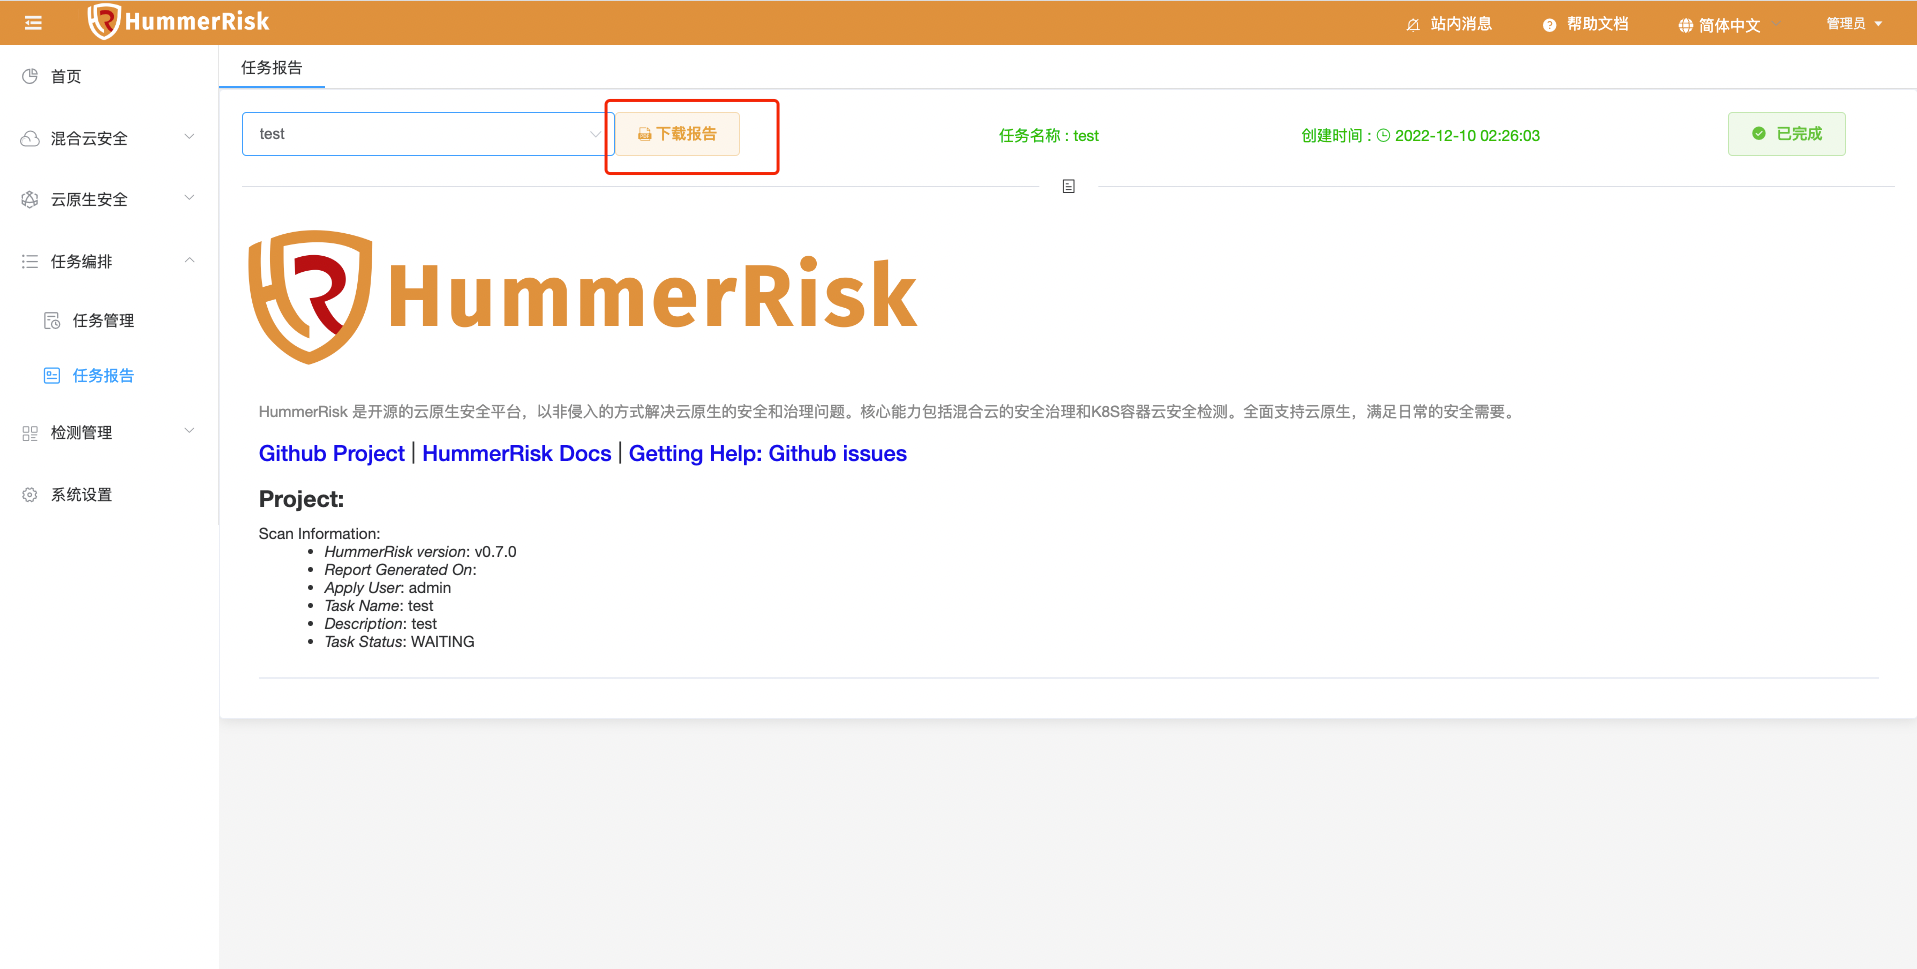 HummerRisk
站内消息
帮助文档
简体中文
管理员
首页
混合云安全
云原生安全
任务编排
任务管理
任务报告
检测管理
系统设置
任务报告
test
下载报告
任务名称 : test
创建时间 : 2022-12-10 02:26:03
已完成
HummerRisk
HummerRisk 是开源的云原生安全平台，以非侵入的方式解决云原生的安全和治理问题。核心能力包括混合云的安全治理和K8S容器云安全检测。全面支持云原生，满足日常的安全需要。
Github Project | HummerRisk Docs | Getting Help: Github issues
Project:
Scan Information:
• HummerRisk version: v0.7.0
• Report Generated On:
• Apply User: admin
• Task Name: test
• Description: test
• Task Status: WAITING